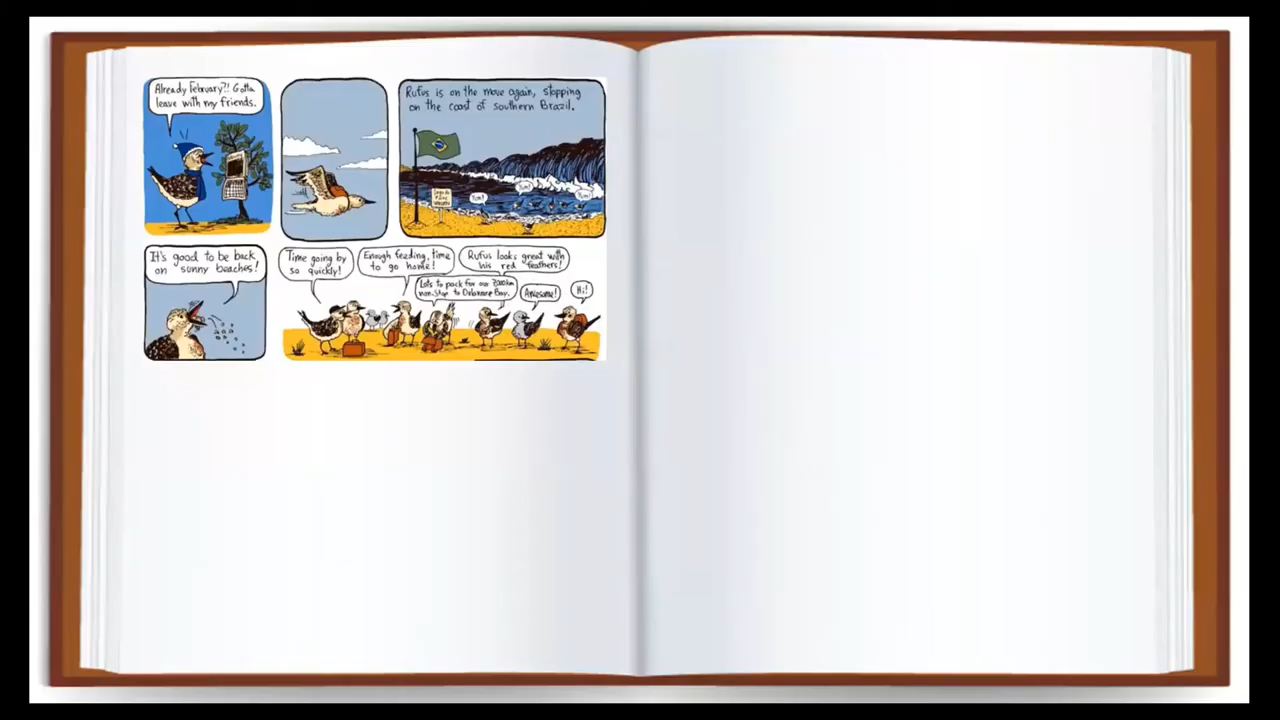 Already February?! Gotta
leave with my friends.
Rufus is on the move again, stopping
on the coast of southern Brazil.
Yum!
It's good to be back
on sunny beaches!
Time going by
so quickly!
Enough feeding, time
to go home!
Rufus looks great with
his red feathers!
Lots to pack for our
non-stop to Delaware Bay.
Awesome!
Hi!